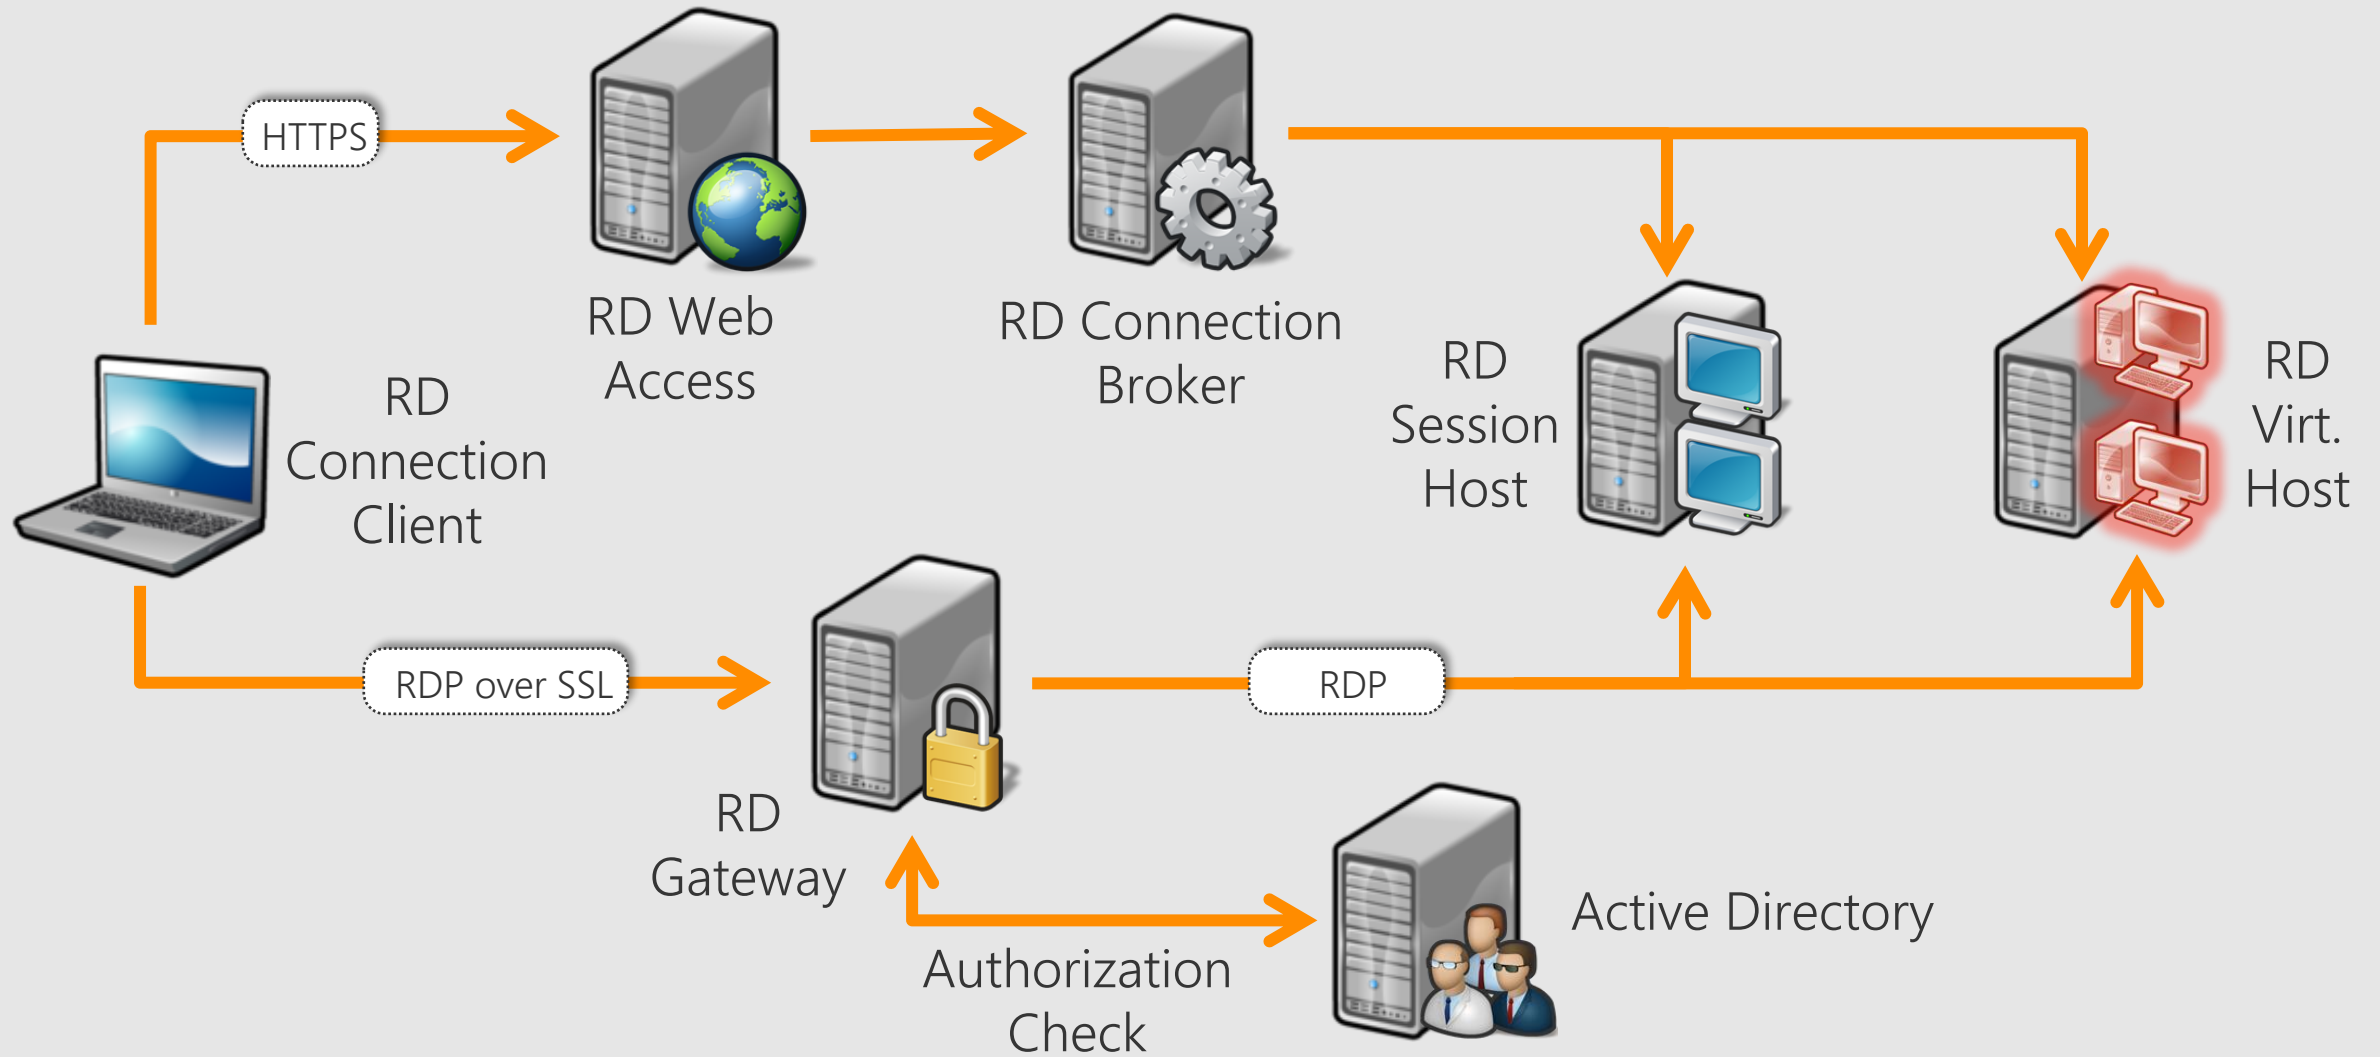 HTTPS
RD Web
Access
RD Connection
Broker
RD
Connection
Client
RD
Session
Host
RD
Virt.
Host
RDP over SSL
RDP
RD
Gateway
Authorization
Check
Active Directory